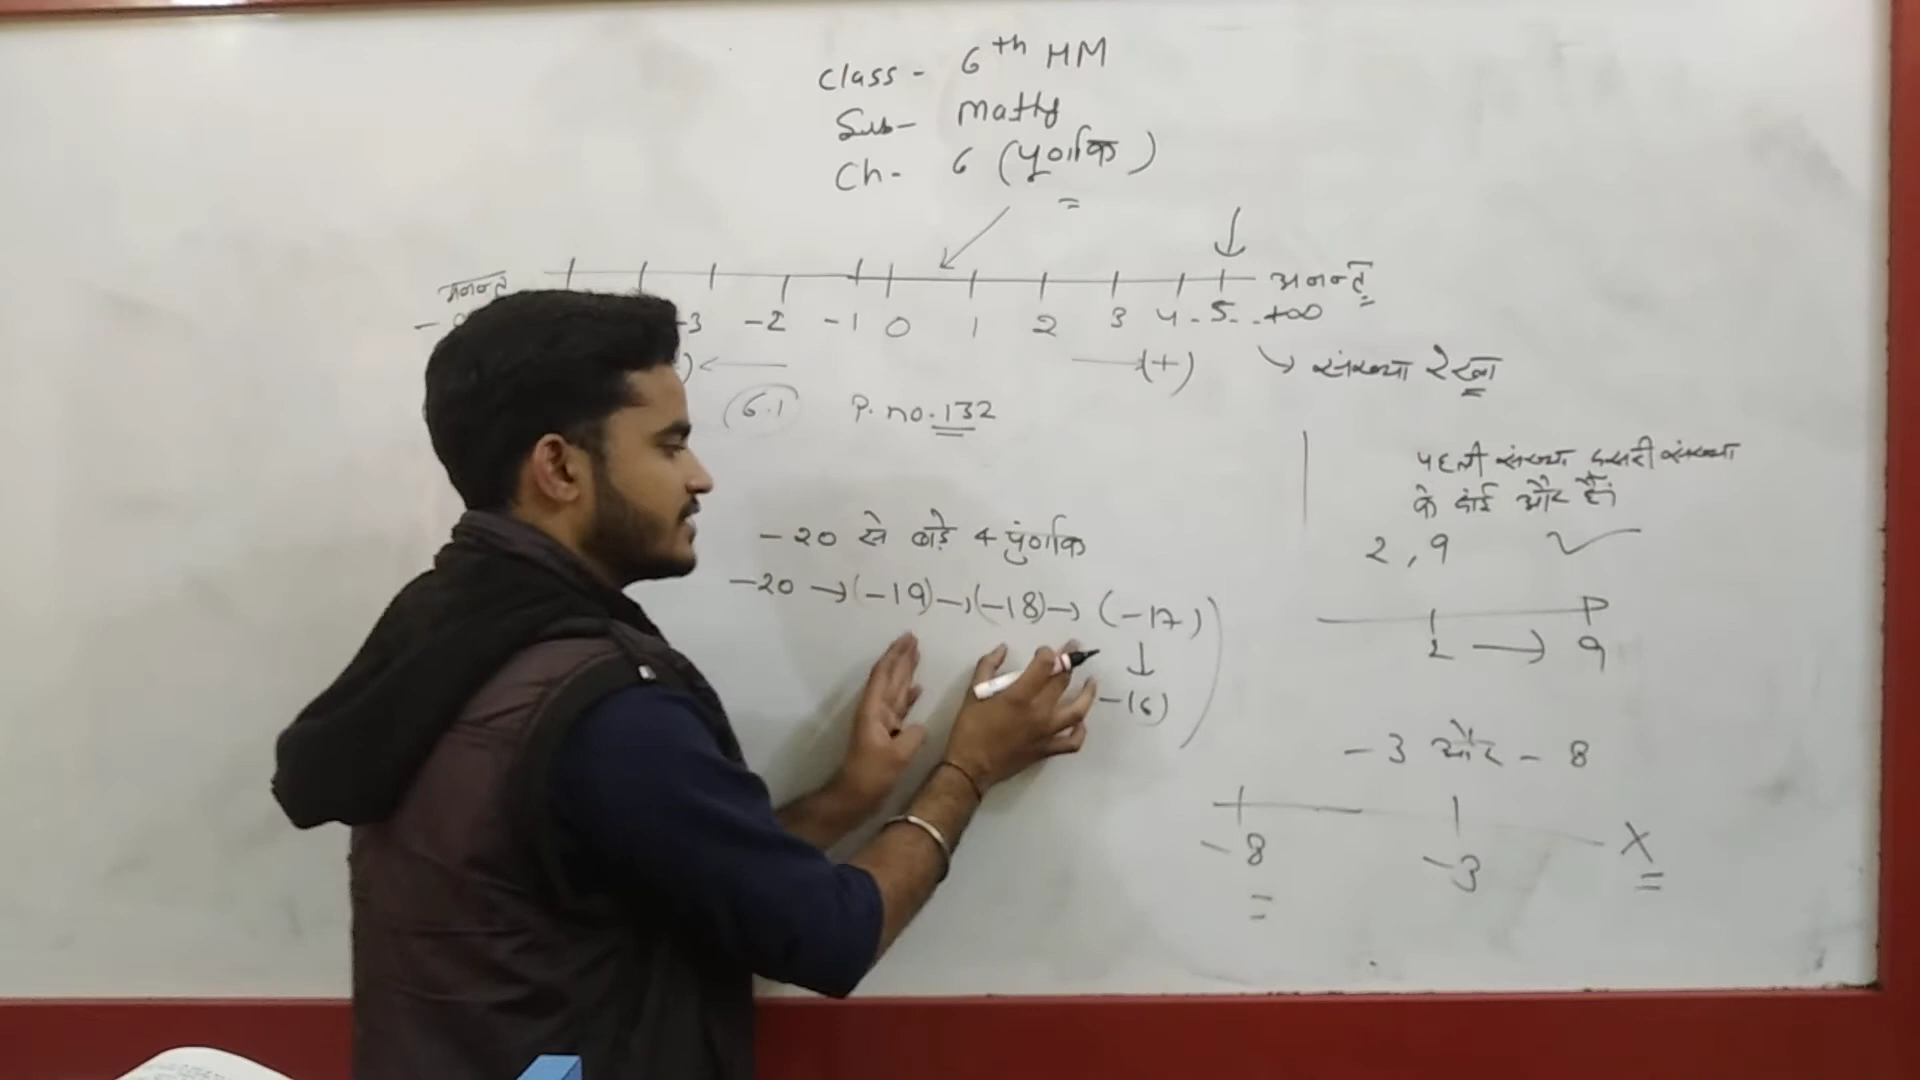 Class - 6th HM
Sub - Maths
Ch - 6 (पूर्णांक)
अनन्त
-3 -2 -1 0 1 2 3 4 . 5 . . +∞ अनन्त
(+) संख्या रेखा
(6.1) P. no. 132
पहली संख्या दूसरी संख्या
के दांई और है
2, 9 ✓
2 → 9
-3 और - 8
-8 -3 X
-20 से बड़े 4 पुर्णांक
-20 → (-19) → (-18) → (-17)
↓
-16)